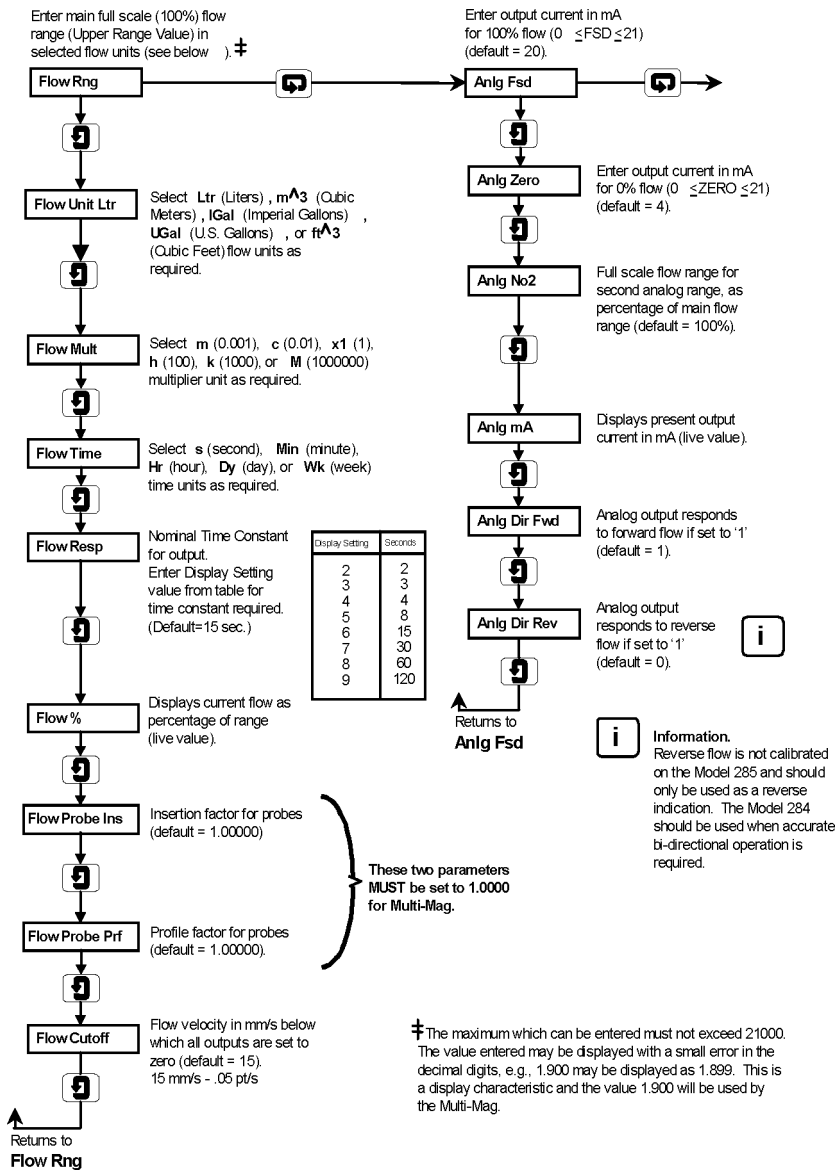 Enter main full scale (100%) flow
range (Upper Range Value) in
selected flow units (see below ). ‡
Flow Rng
Flow Unit Ltr
Select Ltr (Liters) , m^3 (Cubic
Meters) , IGal (Imperial Gallons) ,
UGal (U.S. Gallons) , or ft^3
(Cubic Feet) flow units as
required.
Flow Mult
Select m (0.001), c (0.01), x1 (1),
h (100), k (1000), or M (1000000)
multiplier unit as required.
Flow Time
Select s (second), Min (minute),
Hr (hour), Dy (day), or Wk (week)
time units as required.
Flow Resp
Nominal Time Constant
for output.
Enter Display Setting
value from table for
time constant required.
(Default=15 sec.)
Display Setting Seconds
2 2
3 3
4 4
5 8
6 15
7 30
8 60
9 120
Flow %
Displays current flow as
percentage of range
(live value).
Flow Probe Ins
Insertion factor for probes
(default = 1.00000)
These two parameters
MUST be set to 1.0000
for Multi-Mag.
Flow Probe Prf
Profile factor for probes
(default = 1.00000).
Flow Cutoff
Flow velocity in mm/s below
which all outputs are set to
zero (default = 15).
15 mm/s - .05 pt/s
Returns to
Flow Rng
Enter output current in mA
for 100% flow (0 ≤FSD ≤21)
(default = 20)
Anlg Fsd
Anlg Zero
Enter output current in mA
for 0% flow (0 ≤ZERO ≤21)
(default = 4).
Anlg No2
Full scale flow range for
second analog range, as
percentage of main flow
range (default = 100%).
Anlg mA
Displays present output
current in mA (live value).
Anlg Dir Fwd
Analog output responds
to forward flow if set to '1'
(default = 1).
Anlg Dir Rev
Analog output
responds to reverse
flow if set to '1'
(default = 0).
i
Returns to
Anlg Fsd
i
Information.
Reverse flow is not calibrated
on the Model 285 and should
only be used as a reverse
indication. The Model 284
should be used when accurate
bi-directional operation is
required.
‡ The maximum which can be entered must not exceed 21000.
The value entered may be displayed with a small error in the
decimal digits, e.g., 1.900 may be displayed as 1.899. This is
a display characteristic and the value 1.900 will be used by
the Multi-Mag.